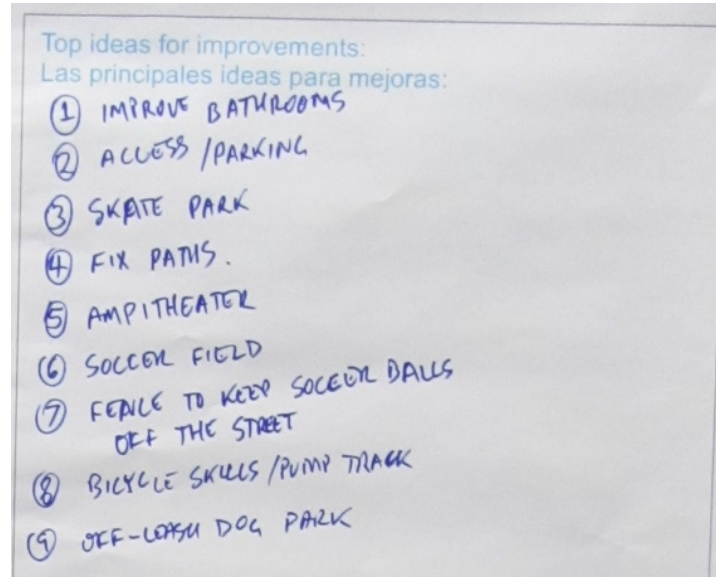 Top ideas for improvements:
Las principales ideas para mejoras:
① IMPROVE BATHROOMS
② ACCESS/PARKING
③ SKATE PARK
④ FIX PATHS.
⑤ AMPITHEATER
⑥ SOCCER FIELD
⑦ FENCE TO KEEP SOCCER BALLS
OFF THE STREET
⑧ BICYCLE SKILLS/PUMP TRACK
⑨ OFF-LEASH DOG PARK